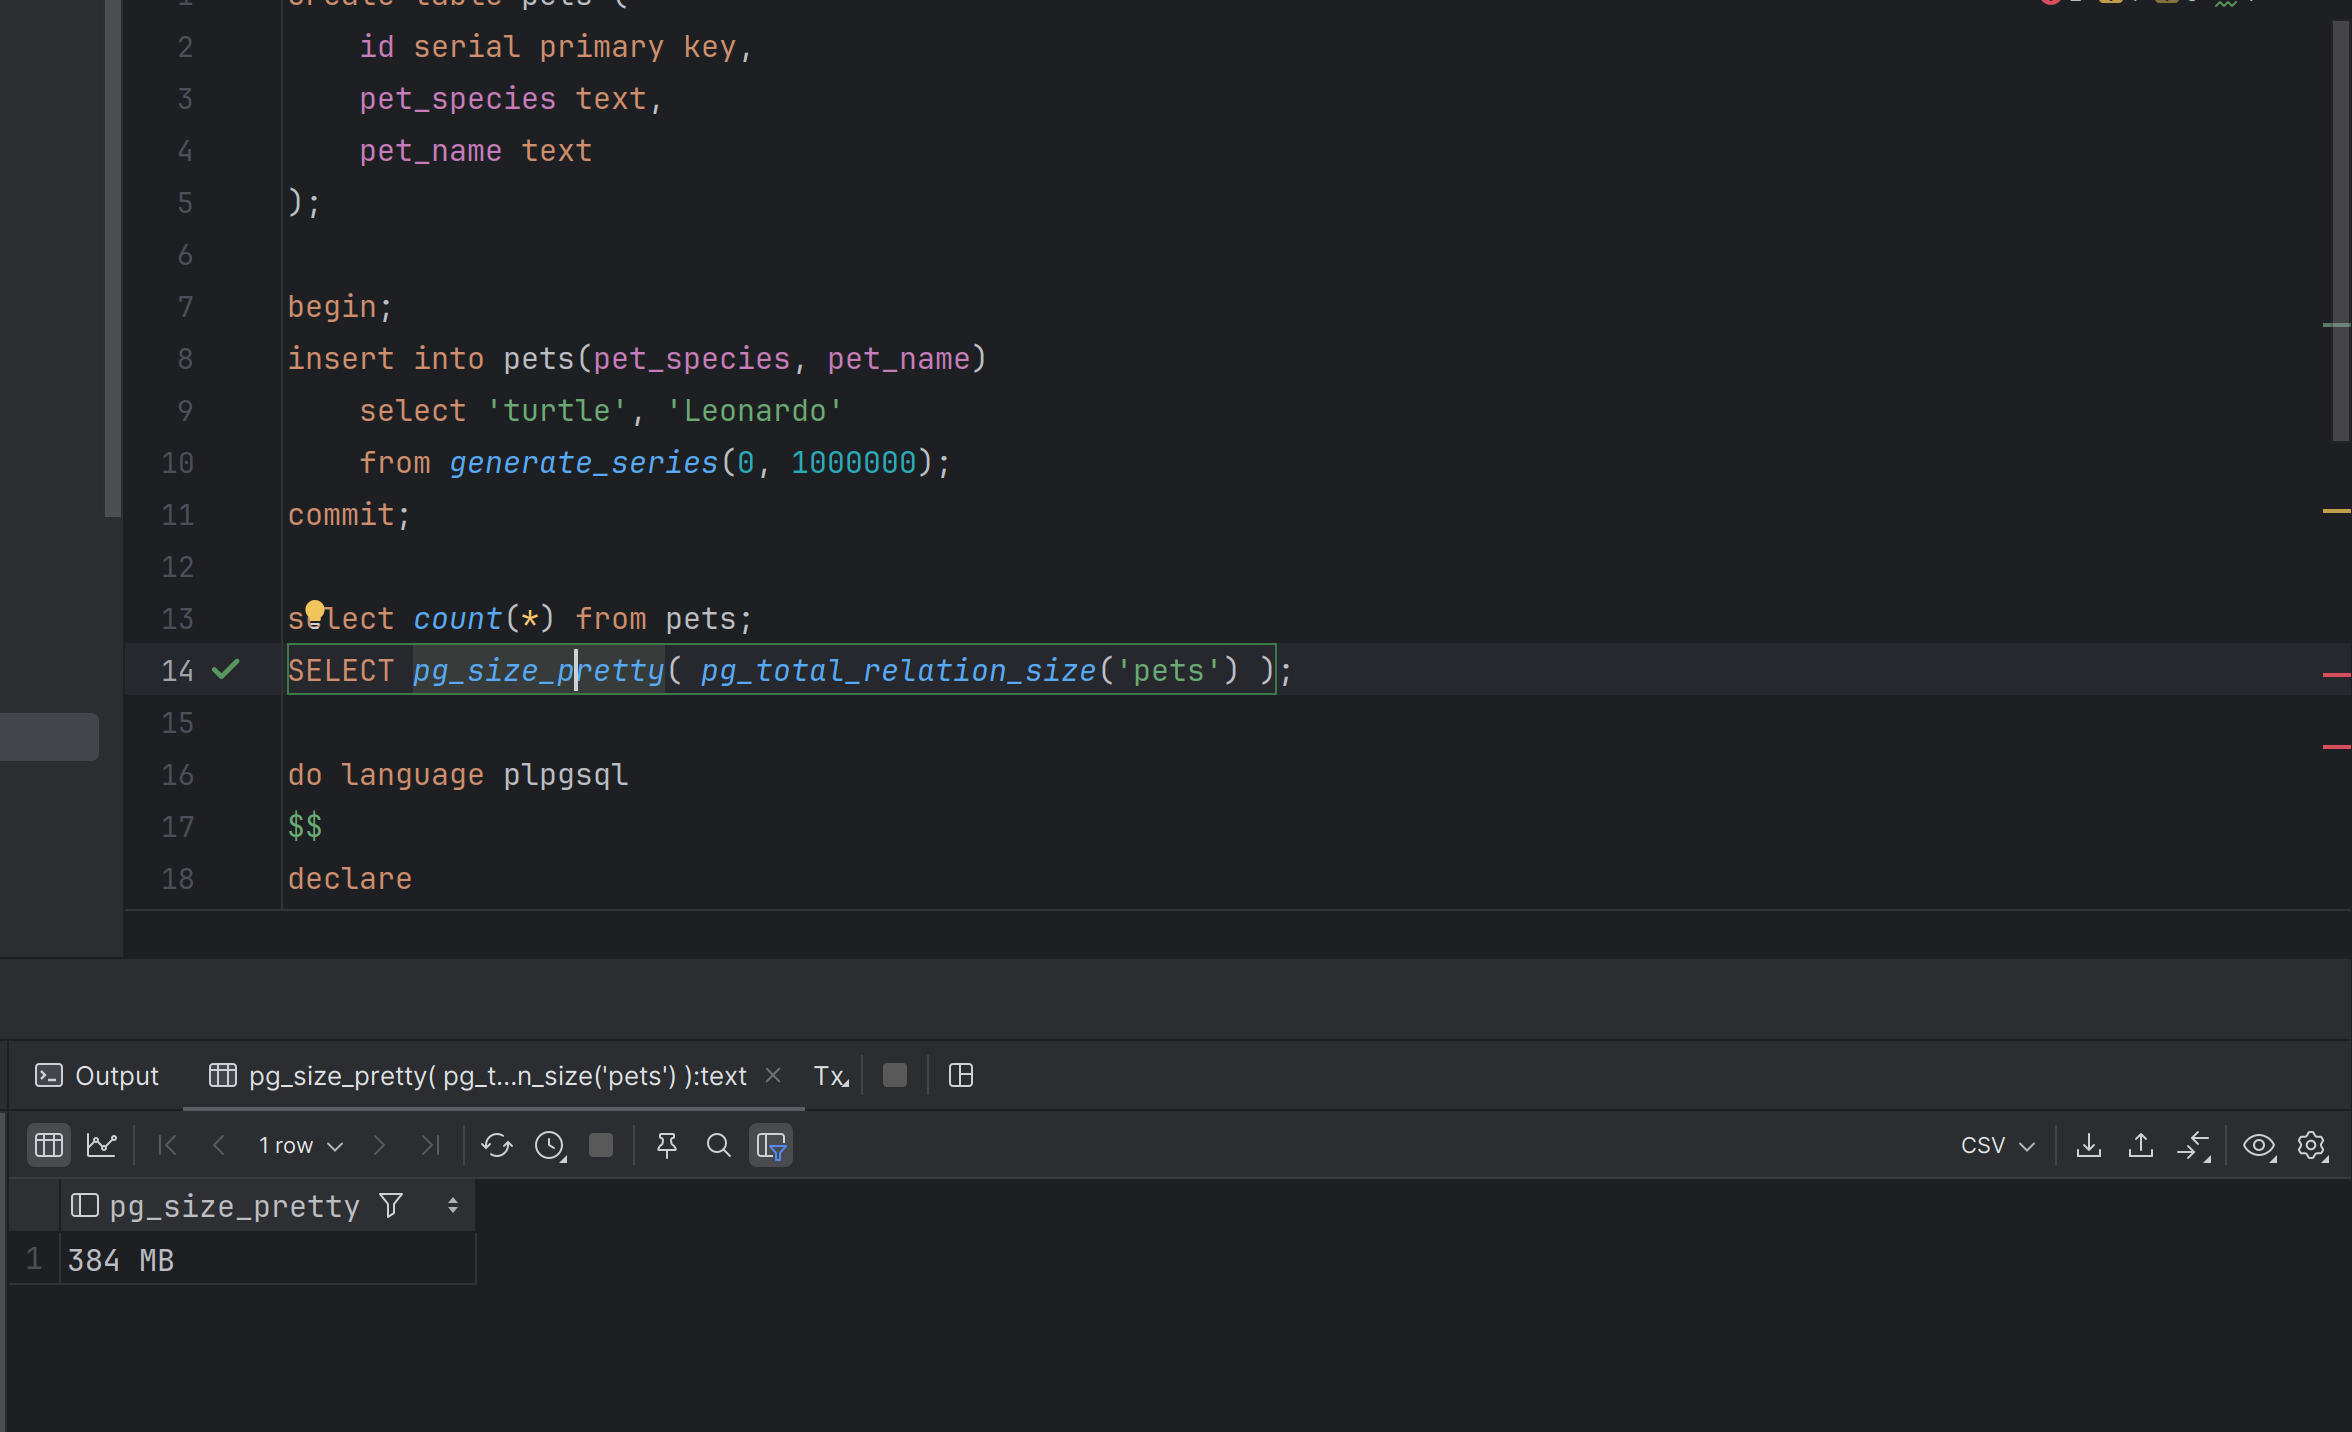 1 create table pets (
2 id serial primary key,
3 pet_species text,
4 pet_name text
5 );
6
7 begin;
8 insert into pets(pet_species, pet_name)
9 select 'turtle', 'Leonardo'
10 from generate_series(0, 1000000);
11 commit;
12
13 select count(*) from pets;
14 SELECT pg_size_pretty( pg_total_relation_size('pets') );
15
16 do language plpgsql
17 $$
18 declare
Output pg_size_pretty( pg_t...n_size('pets') ):text Tx
1 row CSV
pg_size_pretty
1 384 MB